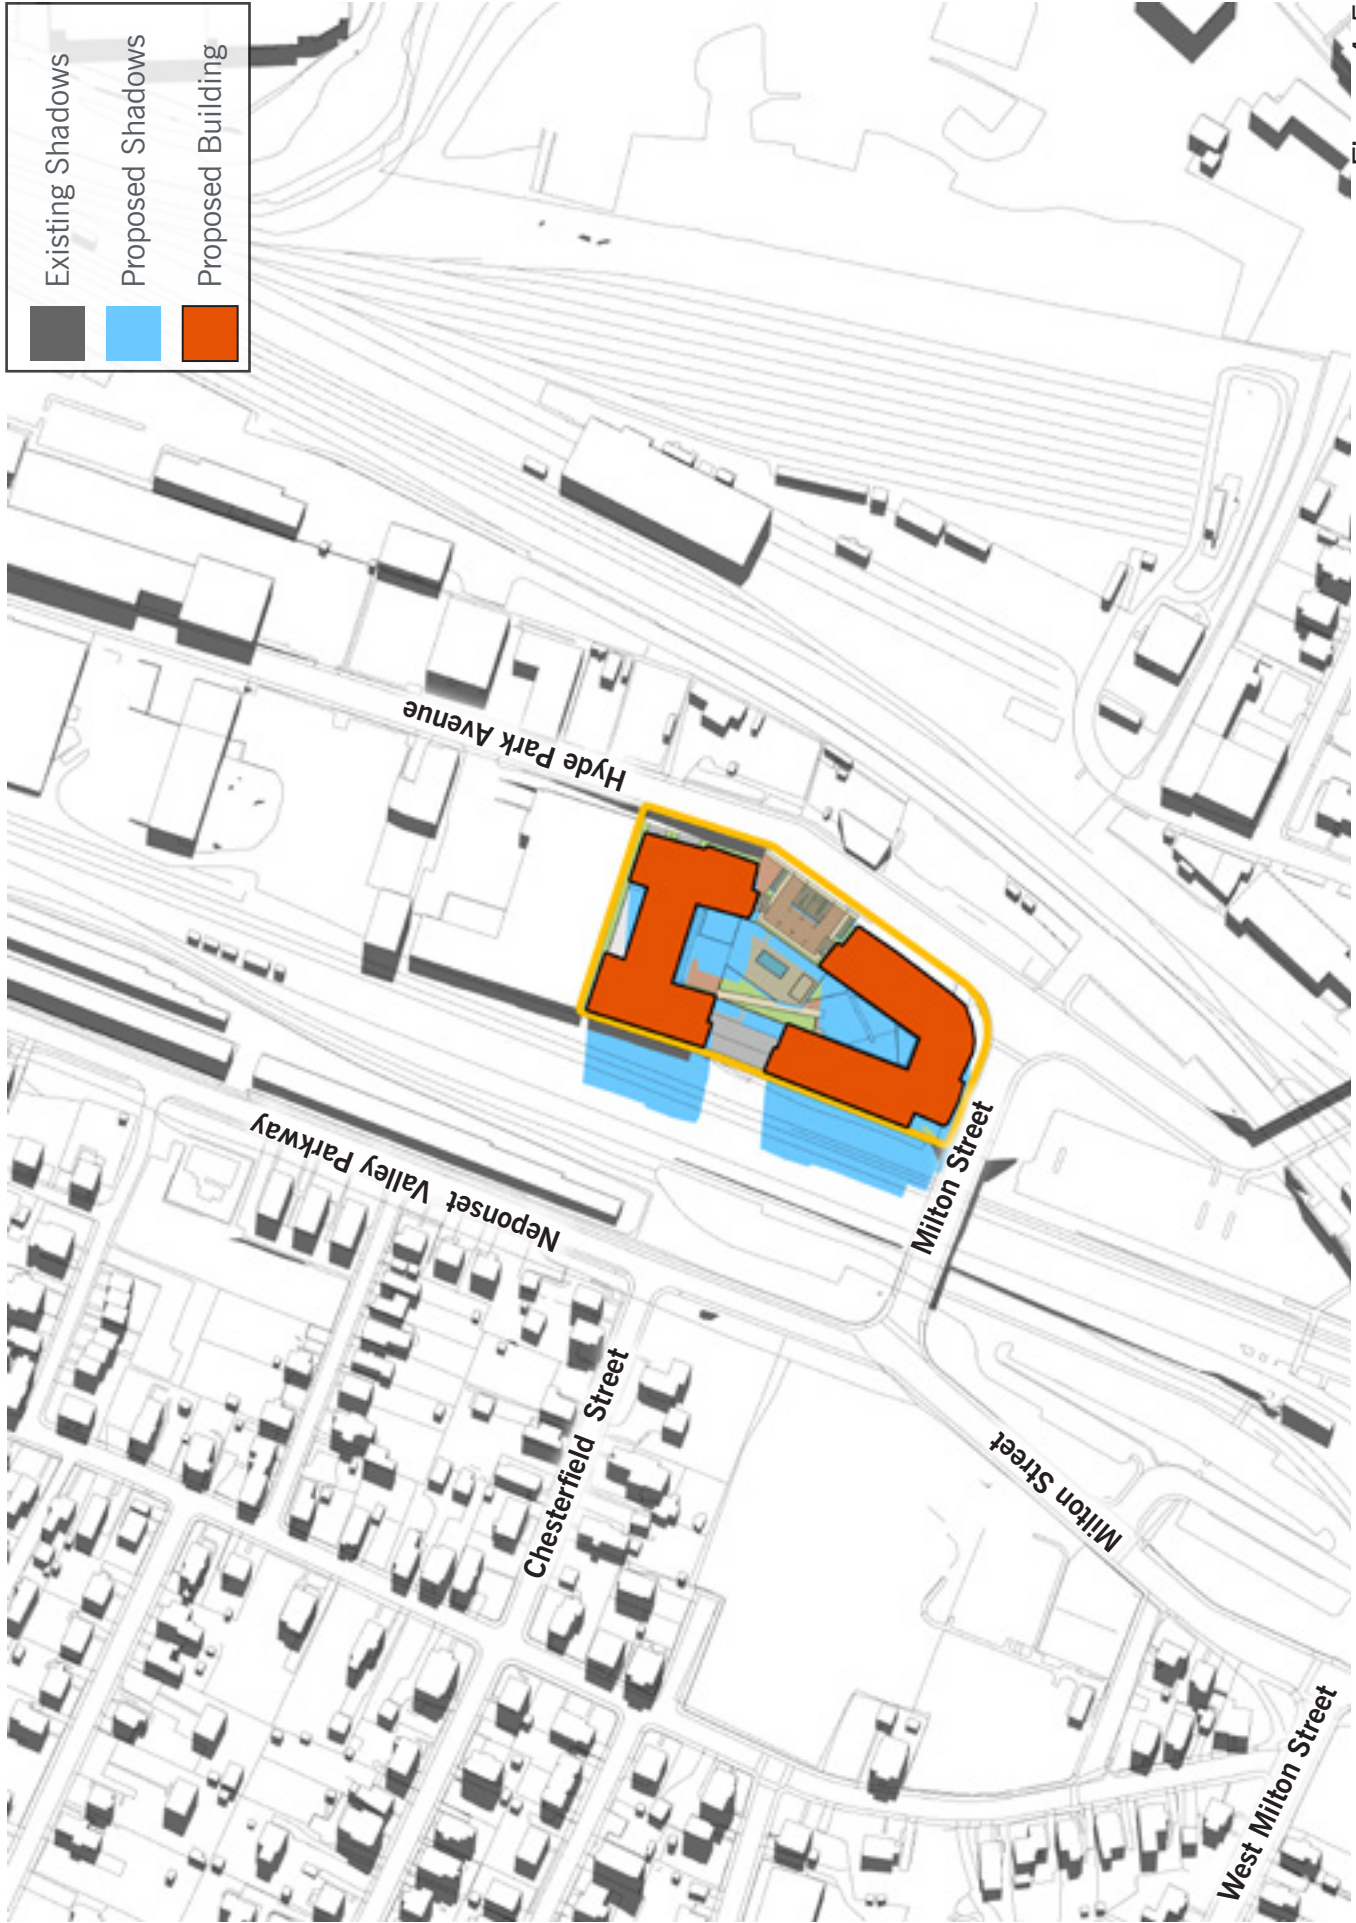 Existing Shadows
Proposed Shadows
Proposed Building
Hyde Park Avenue
Neponset Valley Parkway
Milton Street
Chesterfield Street
Milton Street
West Milton Street